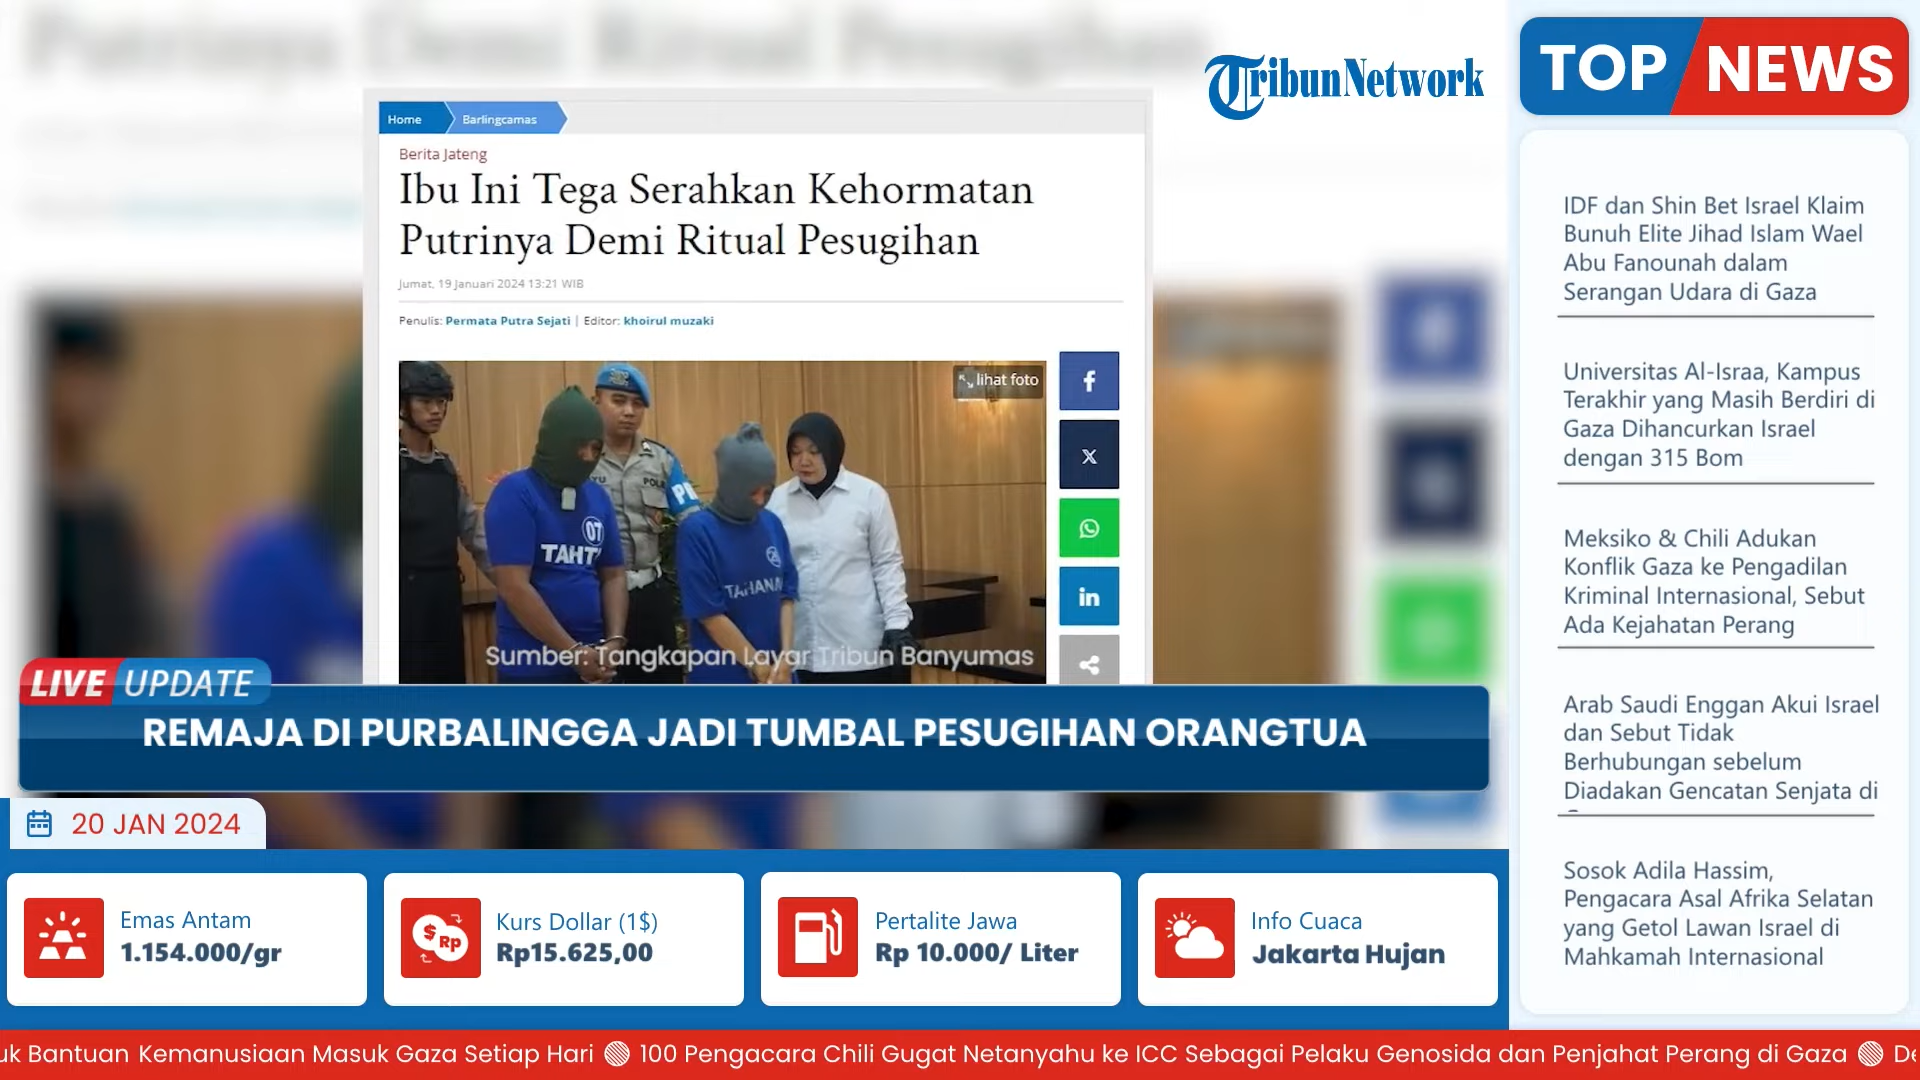 TribunNetwork
TOP NEWS
Home
Barlingcamas
Berita Jateng
Ibu Ini Tega Serahkan Kehormatan
Putrinya Demi Ritual Pesugihan
Jumat, 19 Januari 2024 13:21 WIB
Penulis: Permata Putra Sejati | Editor: khoirul muzaki
lihat foto
07
TAHT
TAHANA
POL
P
Sumber: Tangkapan Layar Tribun Banyumas
LIVE UPDATE
REMAJA DI PURBALINGGA JADI TUMBAL PESUGIHAN ORANGTUA
20 JAN 2024
Emas Antam
1.154.000/gr
Kurs Dollar (1$)
Rp15.625,00
Pertalite Jawa
Rp 10.000/ Liter
Info Cuaca
Jakarta Hujan
IDF dan Shin Bet Israel Klaim
Bunuh Elite Jihad Islam Wael
Abu Fanounah dalam
Serangan Udara di Gaza
Universitas Al-Israa, Kampus
Terakhir yang Masih Berdiri di
Gaza Dihancurkan Israel
dengan 315 Bom
Meksiko & Chili Adukan
Konflik Gaza ke Pengadilan
Kriminal Internasional, Sebut
Ada Kejahatan Perang
Arab Saudi Enggan Akui Israel
dan Sebut Tidak
Berhubungan sebelum
Diadakan Gencatan Senjata di
Sosok Adila Hassim,
Pengacara Asal Afrika Selatan
yang Getol Lawan Israel di
Mahkamah Internasional
uk Bantuan Kemanusiaan Masuk Gaza Setiap Hari 100 Pengacara Chili Gugat Netanyahu ke ICC Sebagai Pelaku Genosida dan Penjahat Perang di Gaza De